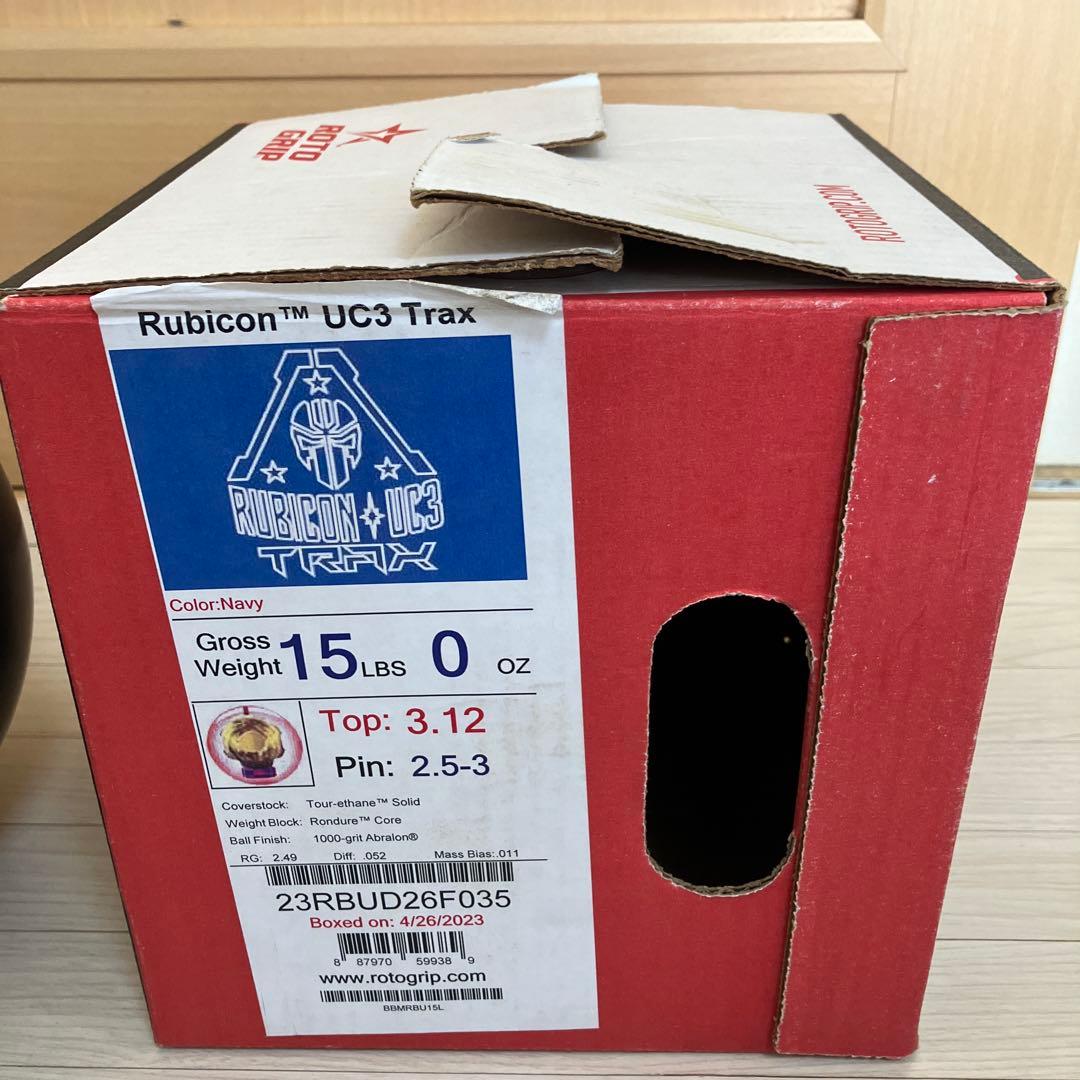 ROTO
GRIP
ROTOGRIP.COM
Rubicon™ UC3 Trax
RUBICON UC3
TRAX
Color:Navy
Gross
Weight 15 LBS 0 OZ
Top: 3.12
Pin: 2.5-3
Coverstock: Tour-ethane™ Solid
Weight Block: Rondure™ Core
Ball Finish: 1000-grit Abralon®
RG: 2.49 Diff: .052 Mass Bias:.011
23RBUD26F035
Boxed on: 4/26/2023
8 87970 59938 9
www.rotogrip.com
BBMRBU15L